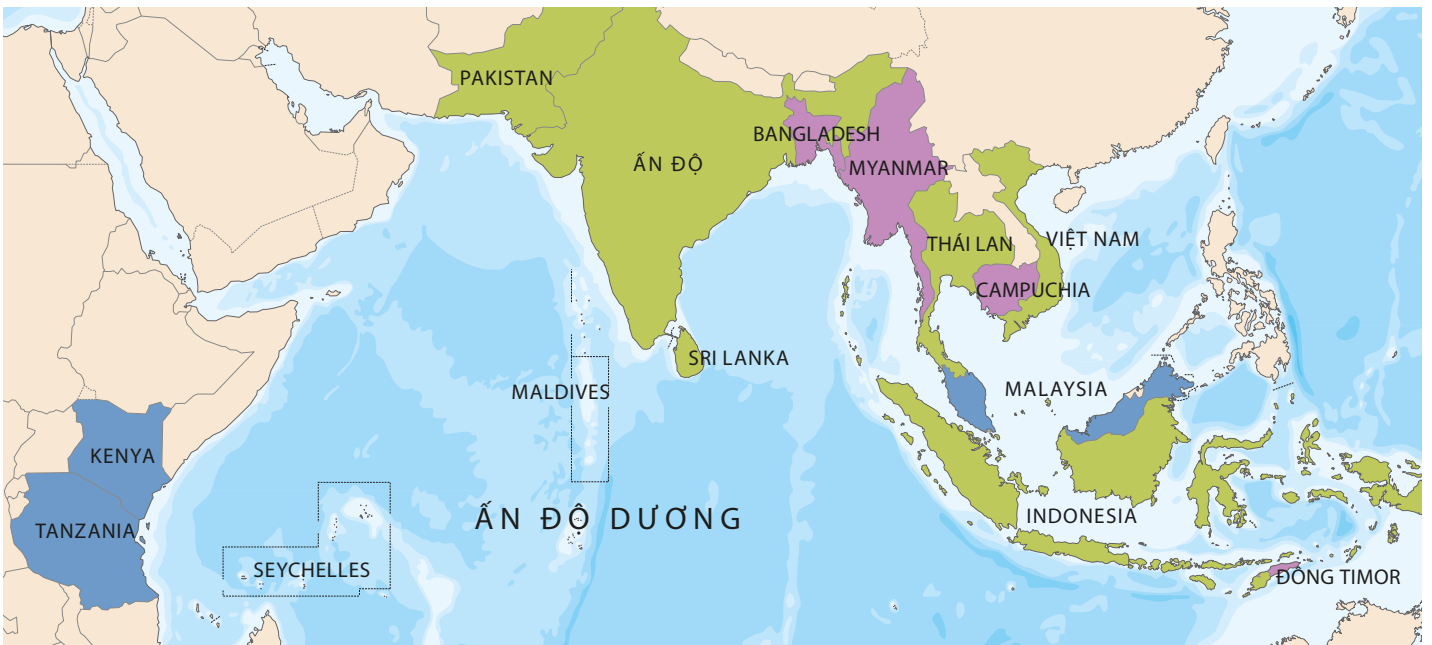 PAKISTAN
BANGLADESH
ẤN ĐỘ
MYANMAR
THÁI LAN
VIỆT NAM
CAMPUCHIA
SRI LANKA
MALDIVES
MALAYSIA
KENYA
ẤN ĐỘ DƯƠNG
INDONESIA
TANZANIA
SEYCHELLES
ĐÔNG TIMOR